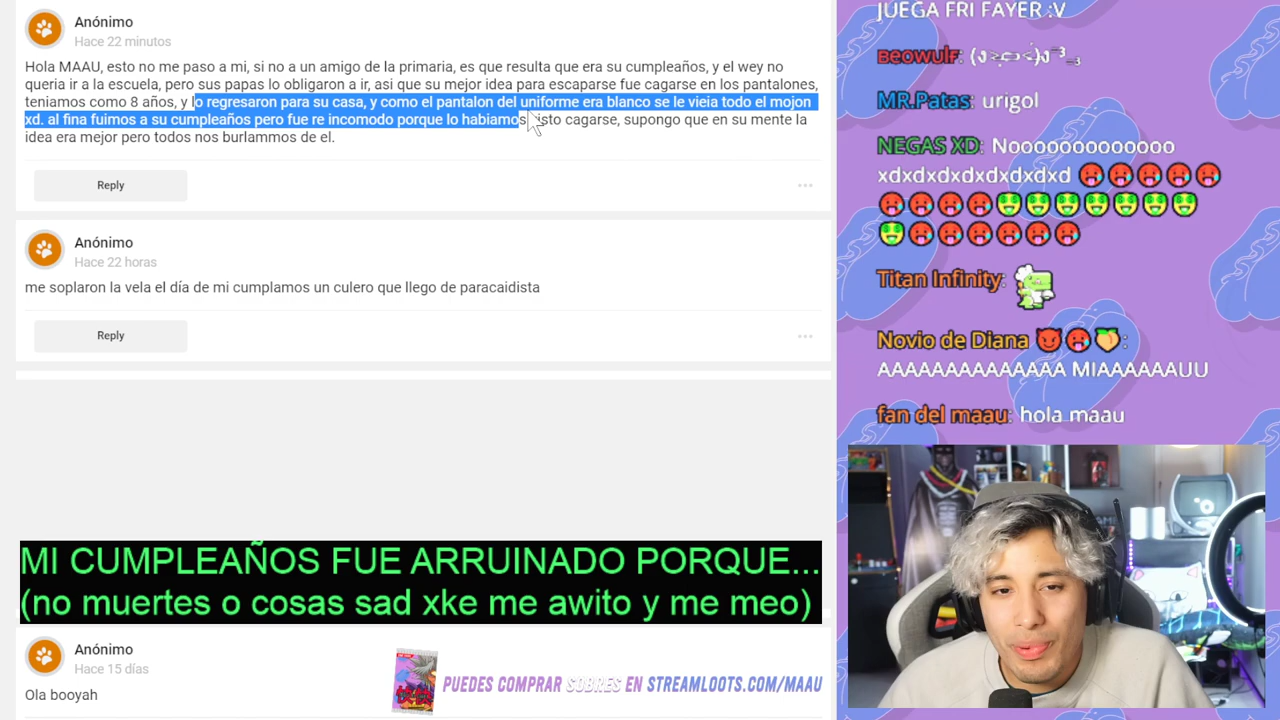 Anónimo
Hace 22 minutos
Hola MAAU, esto no me paso a mi, si no a un amigo de la primaria, es que resulta que era su cumpleaños, y el wey no
queria ir a la escuela, pero sus papas lo obligaron a ir, asi que su mejor idea para escaparse fue cagarse en los pantalones,
teniamos como 8 años, y lo regresaron para su casa, y como el pantalon del uniforme era blanco se le vieia todo el mojon
xd. al fina fuimos a su cumpleaños pero fue re incomodo porque lo habiamos visto cagarse, supongo que en su mente la
idea era mejor pero todos nos burlammos de el.
Reply
Anónimo
Hace 22 horas
me soplaron la vela el día de mi cumplamos un culero que llego de paracaidista
Reply
MI CUMPLEAÑOS FUE ARRUINADO PORQUE...
(no muertes o cosas sad xke me awito y me meo)
Anónimo
Hace 15 días
Ola booyah
PUEDES COMPRAR SOBRES EN STREAMLOOTS.COM/MAAU
JUEGA FRI FAYER :V
Beowulf:
MR.Patas: urigol
NEGAS XD: Nooooooooooooo
xdxdxdxdxdxdxdxd
Titan Infinity:
Novio de Diana :
AAAAAAAAAAAAAA MIAAAAAAUU
fan del maau: hola maau